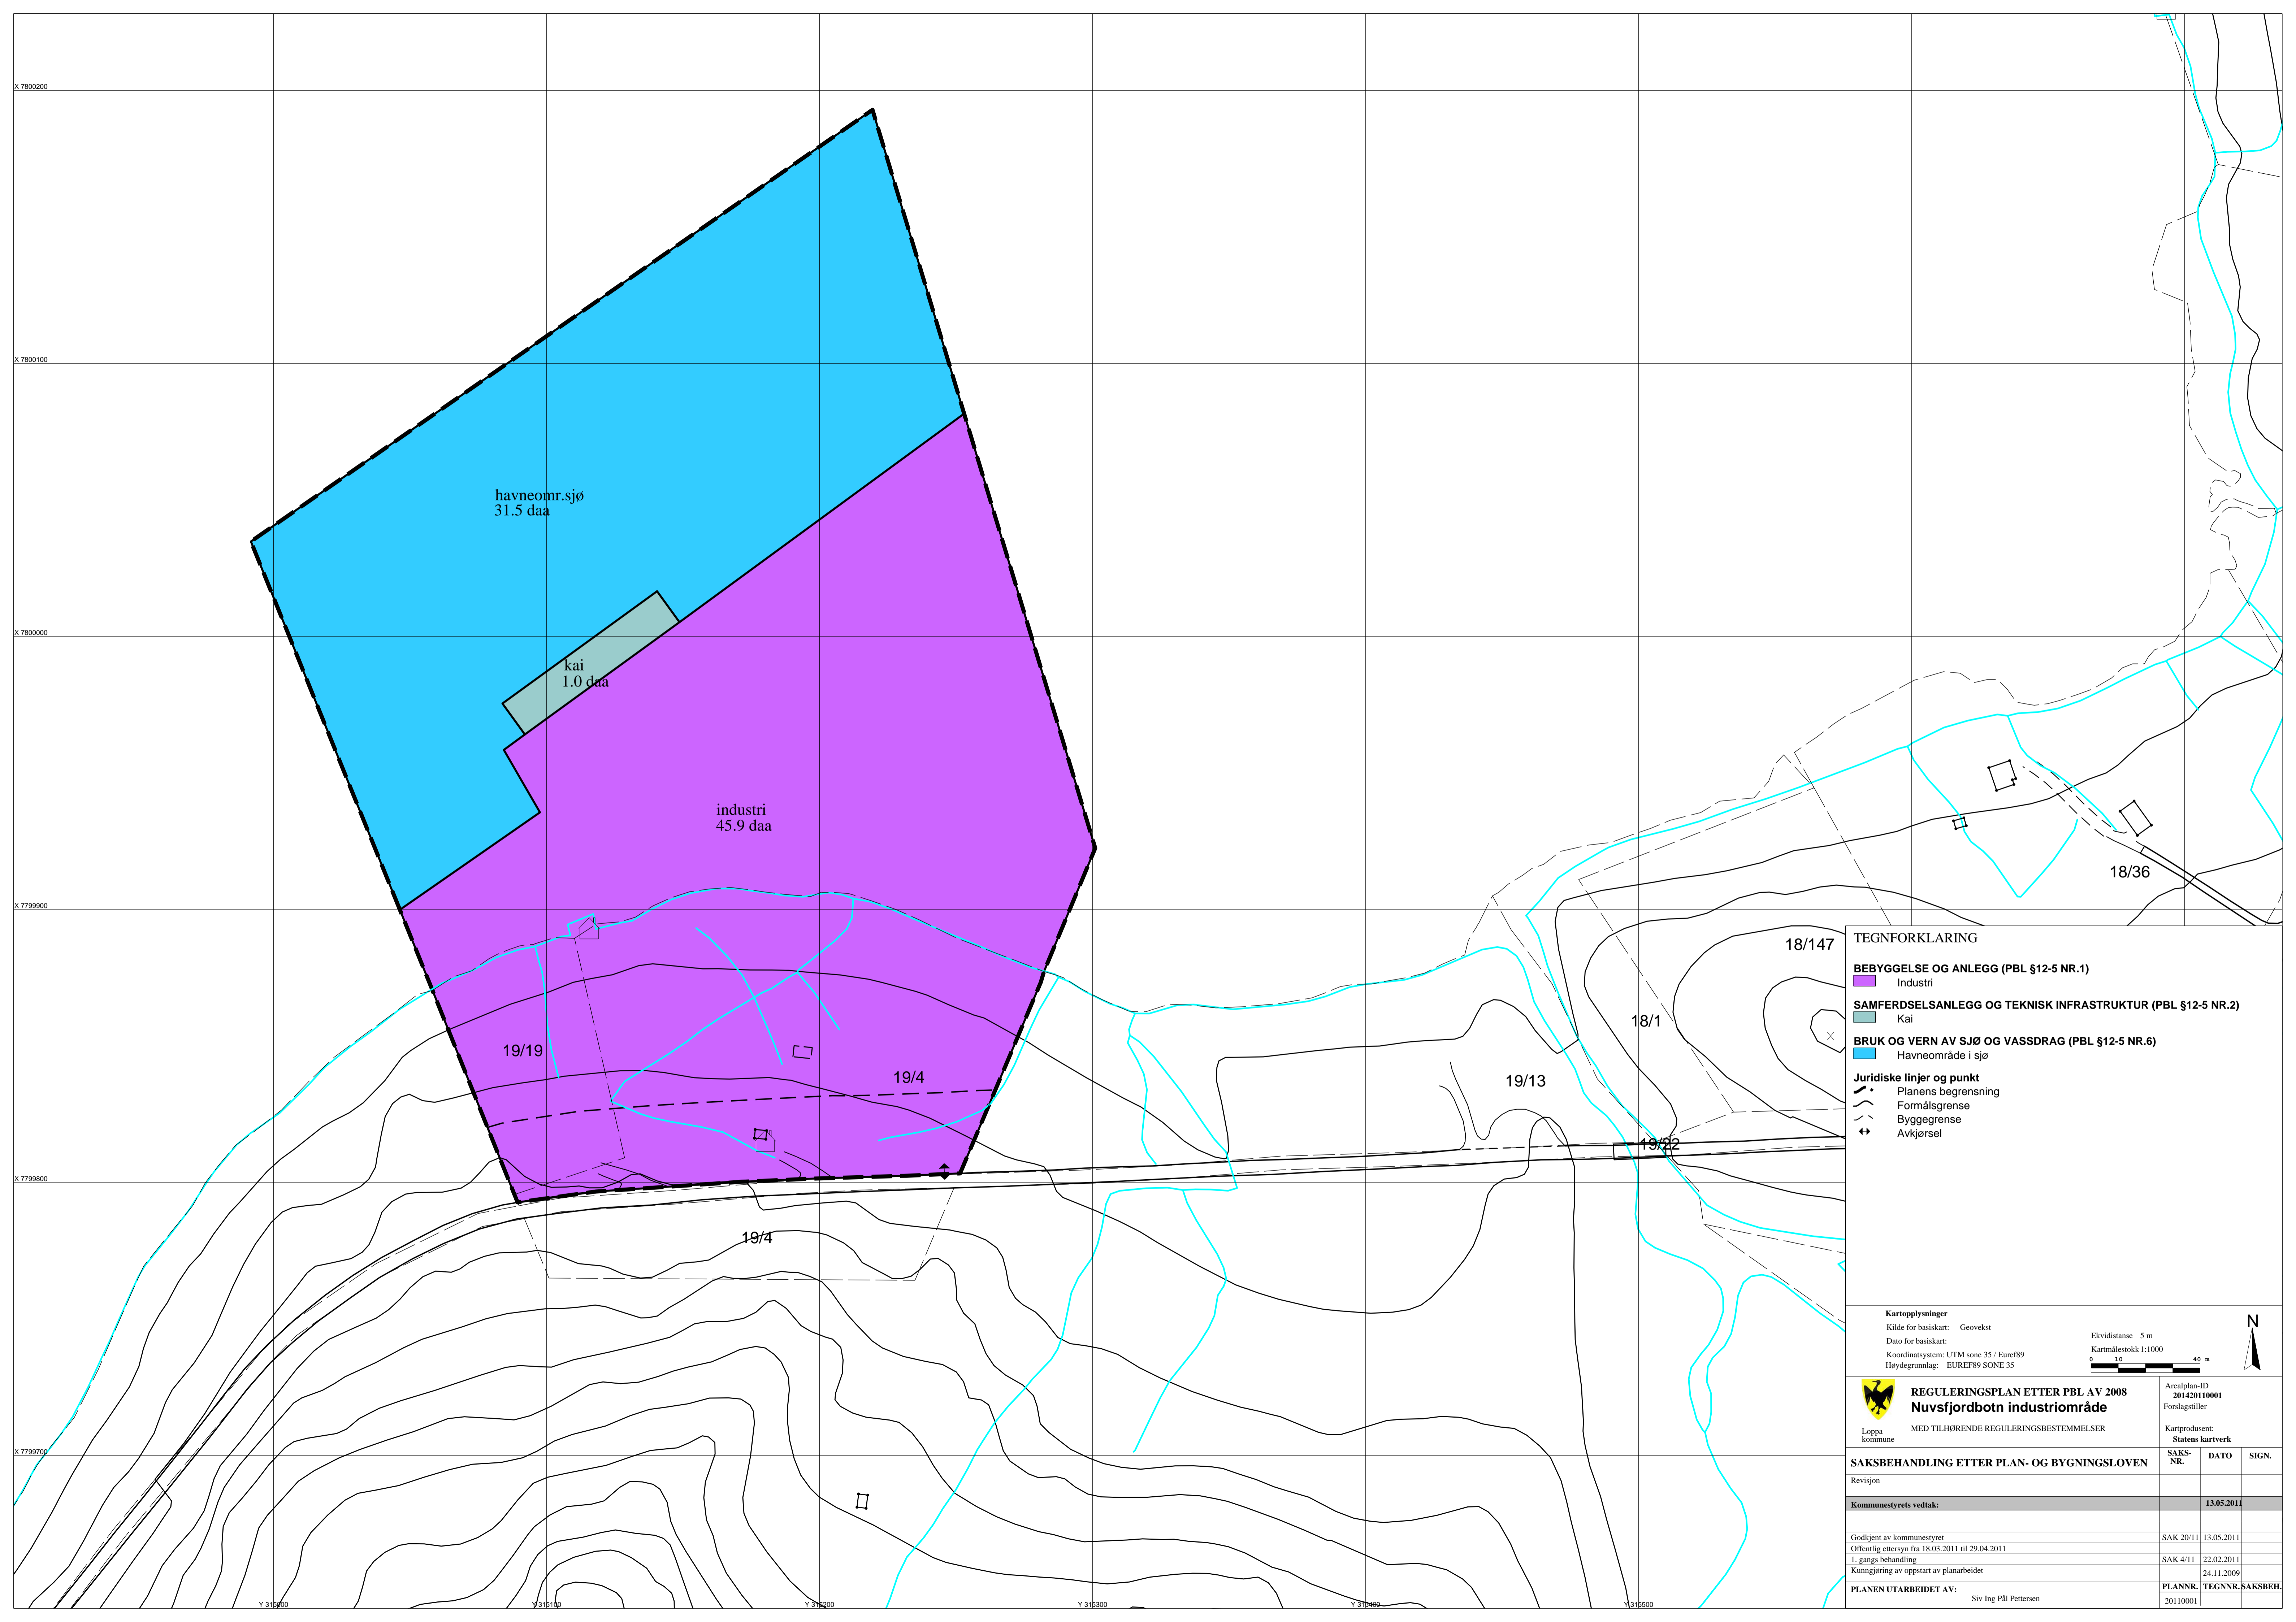 X 7800200
X 7800100
havneomr.sjø
31.5 daa
X 7800000
kai
1.0 daa
industri
45.9 daa
18/36
X 7799900
18/147
18/1
19/19
19/4
19/13
19/22
X 7799800
19/4
X 7799700
Y 315000
Y 315100
Y 315200
Y 315300
Y 315400
Y 315500
TEGNFORKLARING
BEBYGGELSE OG ANLEGG (PBL §12-5 NR.1)
Industri
SAMFERDSELSANLEGG OG TEKNISK INFRASTRUKTUR (PBL §12-5 NR.2)
Kai
BRUK OG VERN AV SJØ OG VASSDRAG (PBL §12-5 NR.6)
Havneområde i sjø
Juridiske linjer og punkt
Planens begrensning
Formålsgrense
Byggegrense
Avkjørsel
Kartopplysninger
Kilde for basiskart: Geovekst
Dato for basiskart:
Koordinatsystem: UTM sone 35 / Euref89
Høydegrunnlag: EUREF89 SONE 35
Ekvidistanse 5 m
Kartmålestokk 1:1000
0 10 40 m
N
Loppa
kommune
REGULERINGSPLAN ETTER PBL AV 2008
Nuvsfjordbotn industriområde
MED TILHØRENDE REGULERINGSBESTEMMELSER
Arealplan-ID
201420110001
Forslagstiller
Kartprodusent:
Statens kartverk
SAKSBEHANDLING ETTER PLAN- OG BYGNINGSLOVEN
SAKS-
NR.
DATO
SIGN.
Revisjon
Kommunestyrets vedtak: 13.05.2011
Godkjent av kommunestyret SAK 20/11 13.05.2011
Offentlig ettersyn fra 18.03.2011 til 29.04.2011
1. gangs behandling SAK 4/11 22.02.2011
Kunngjøring av oppstart av planarbeidet 24.11.2009
PLANEN UTARBEIDET AV:
Siv Ing Pål Pettersen
PLANNR. TEGNNR. SAKSBEH.
20110001